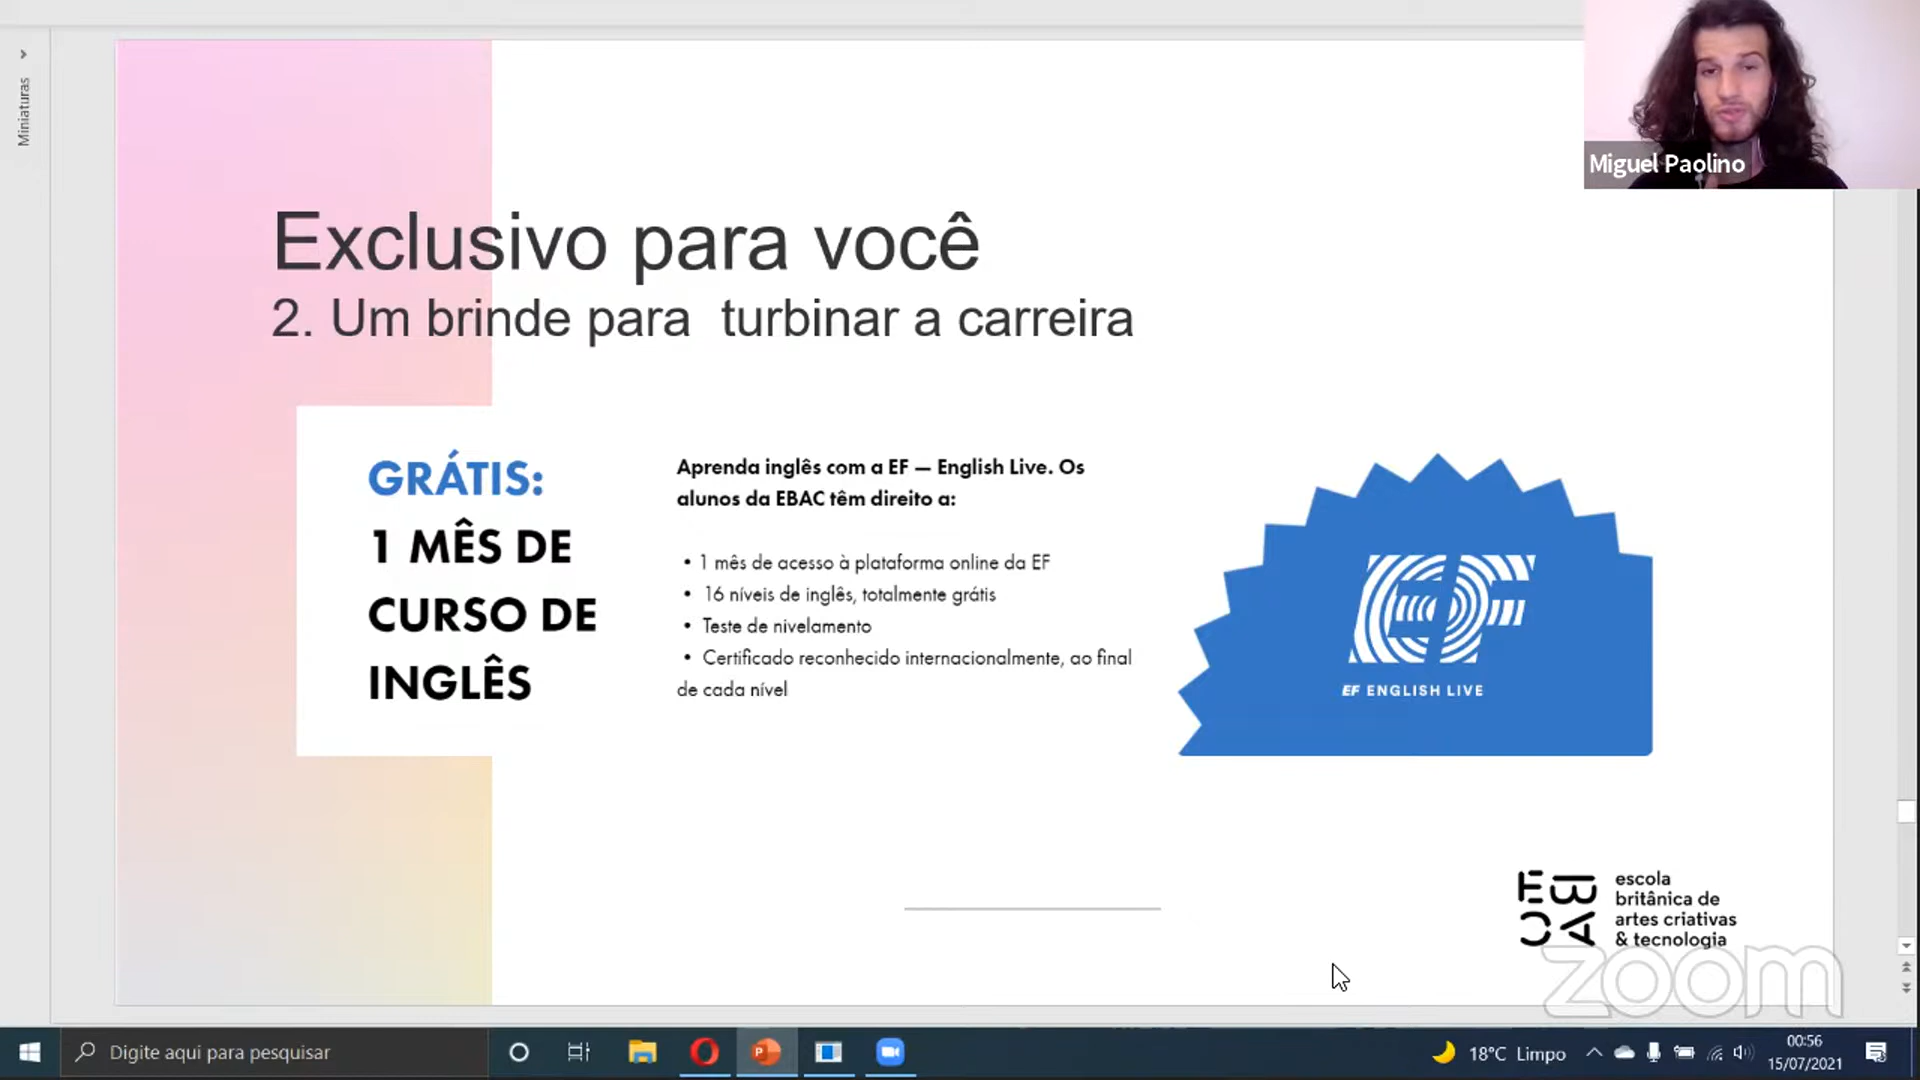 Miniaturas
Miguel Paolino
Exclusivo para você
2. Um brinde para  turbinar a carreira
GRÁTIS:
1 MÊS DE
CURSO DE
INGLÊS
Aprenda inglês com a EF — English Live. Os
alunos da EBAC têm direito a:
• 1 mês de acesso à plataforma online da EF
• 16 níveis de inglês, totalmente grátis
• Teste de nivelamento
• Certificado reconhecido internacionalmente, ao final
de cada nível
EF
EF ENGLISH LIVE
EBAC
escola
britânica de
artes criativas
& tecnologia
zoom
Digite aqui para pesquisar
18°C Limpo
00:56
15/07/2021